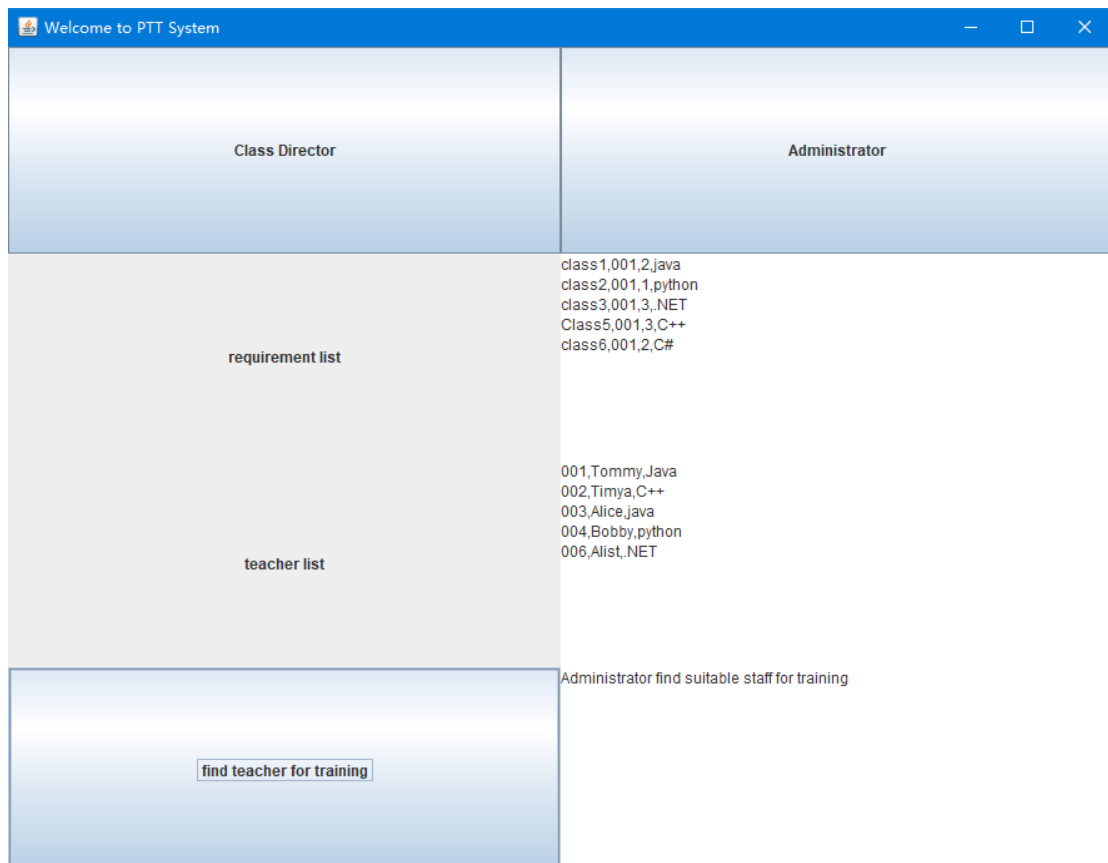 Welcome to PTT System
Class Director
Administrator
requirement list
class1,001,2,java
class2,001,1,python
class3,001,3,.NET
Class5,001,3,C++
class6,001,2,C#
teacher list
001,Tommy,Java
002,Timya,C++
003,Alice,java
004,Bobby,python
006,Alist,.NET
find teacher for training
Administrator find suitable staff for training